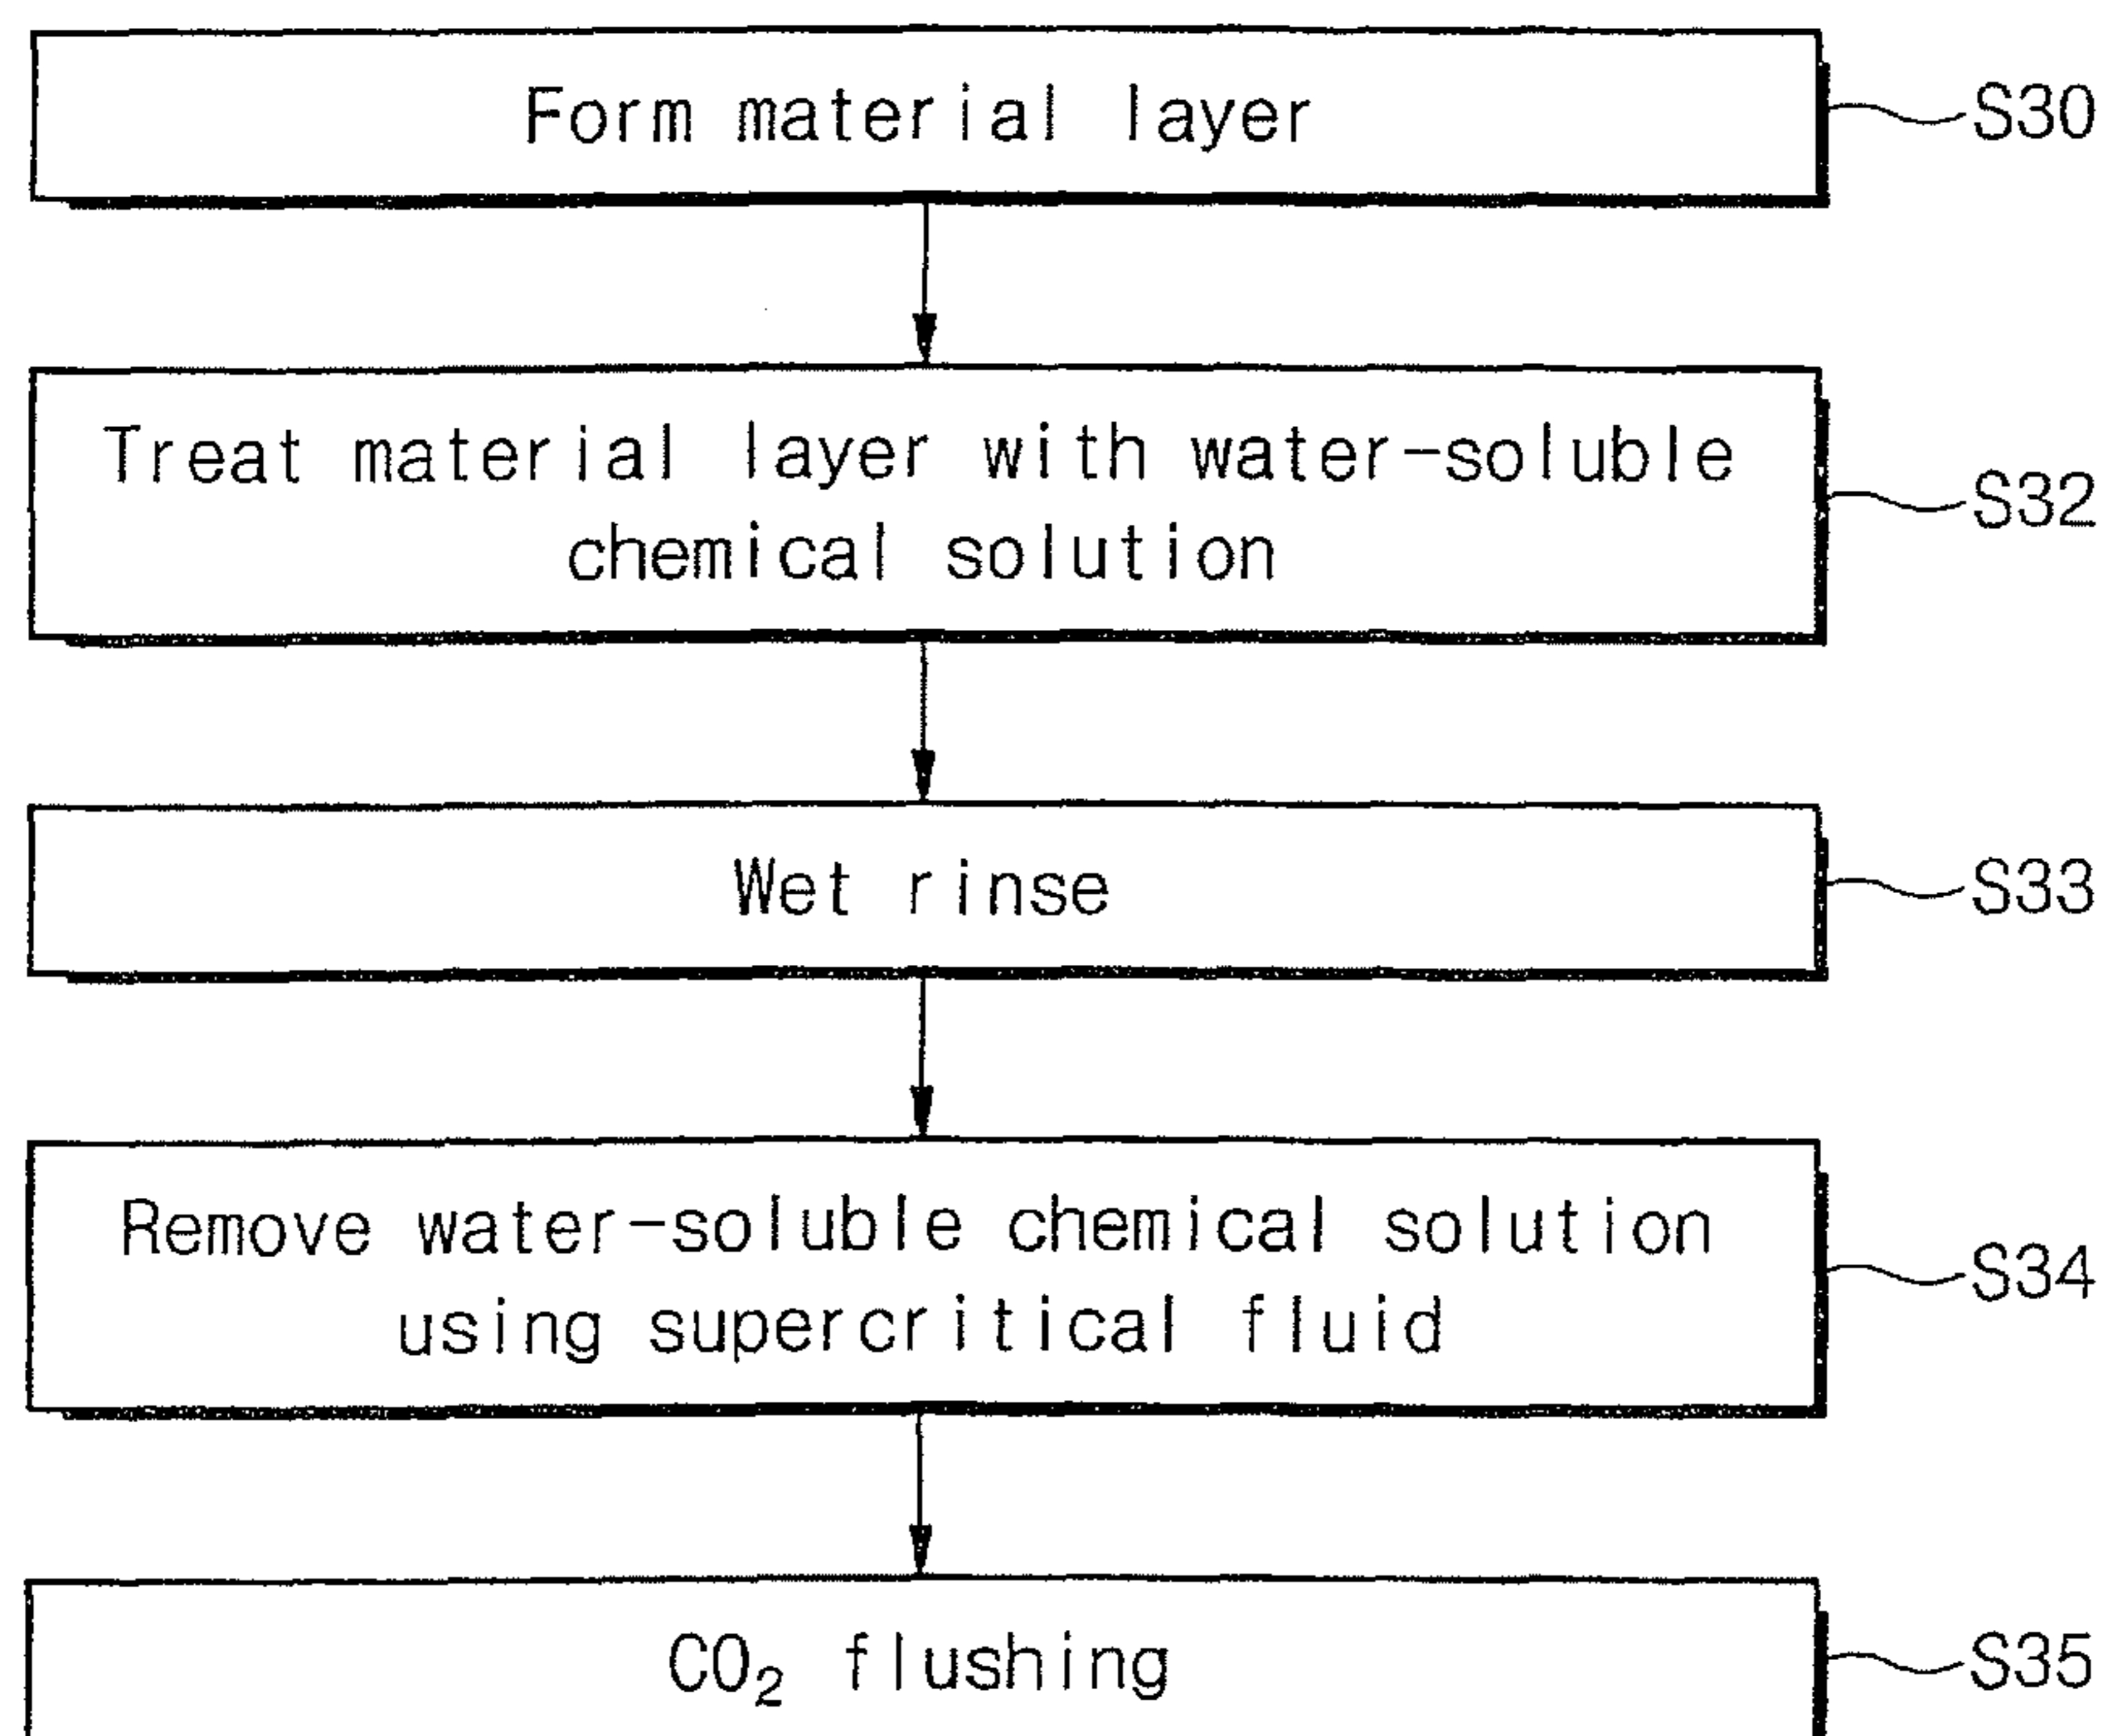 Form material layer
S30
Treat material layer with water-soluble
chemical solution
S32
Wet rinse
S33
Remove water-soluble chemical solution
using supercritical fluid
S34
CO₂ flushing
S35